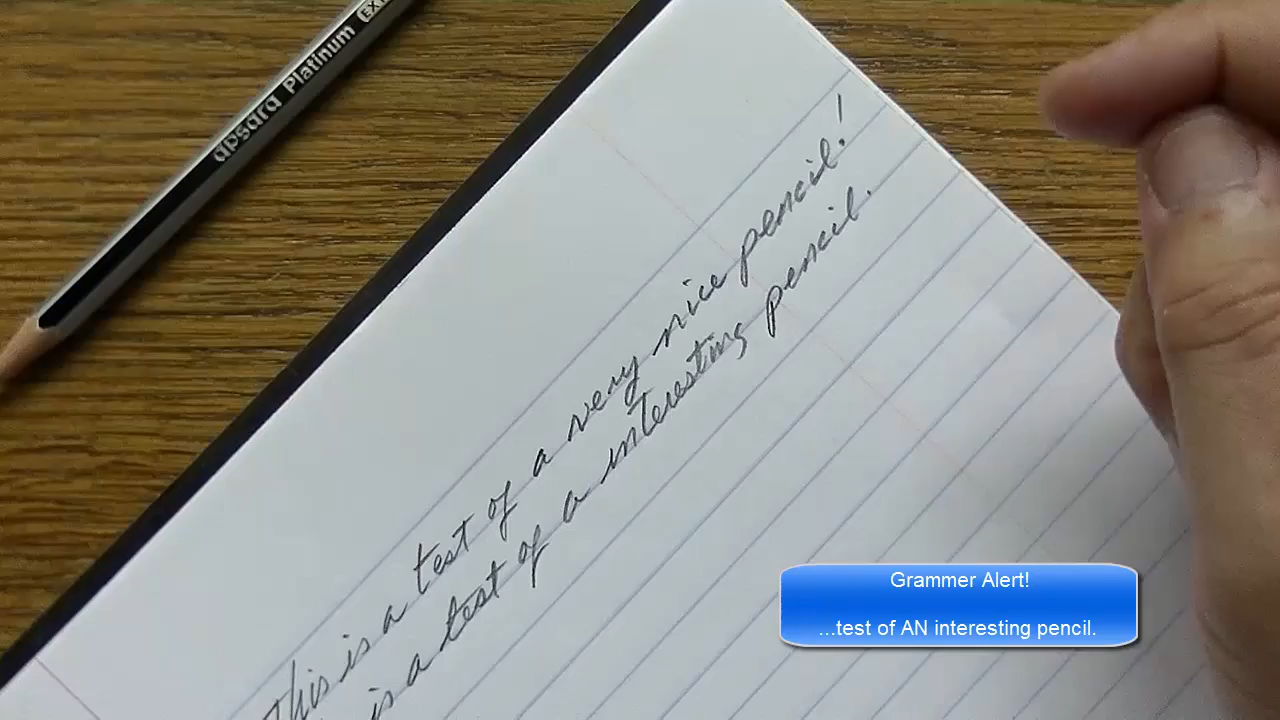 apsara Platinum EX
This is a test of a very nice pencil!
is a test of a interesting pencil.
Grammer Alert!
...test of AN interesting pencil.